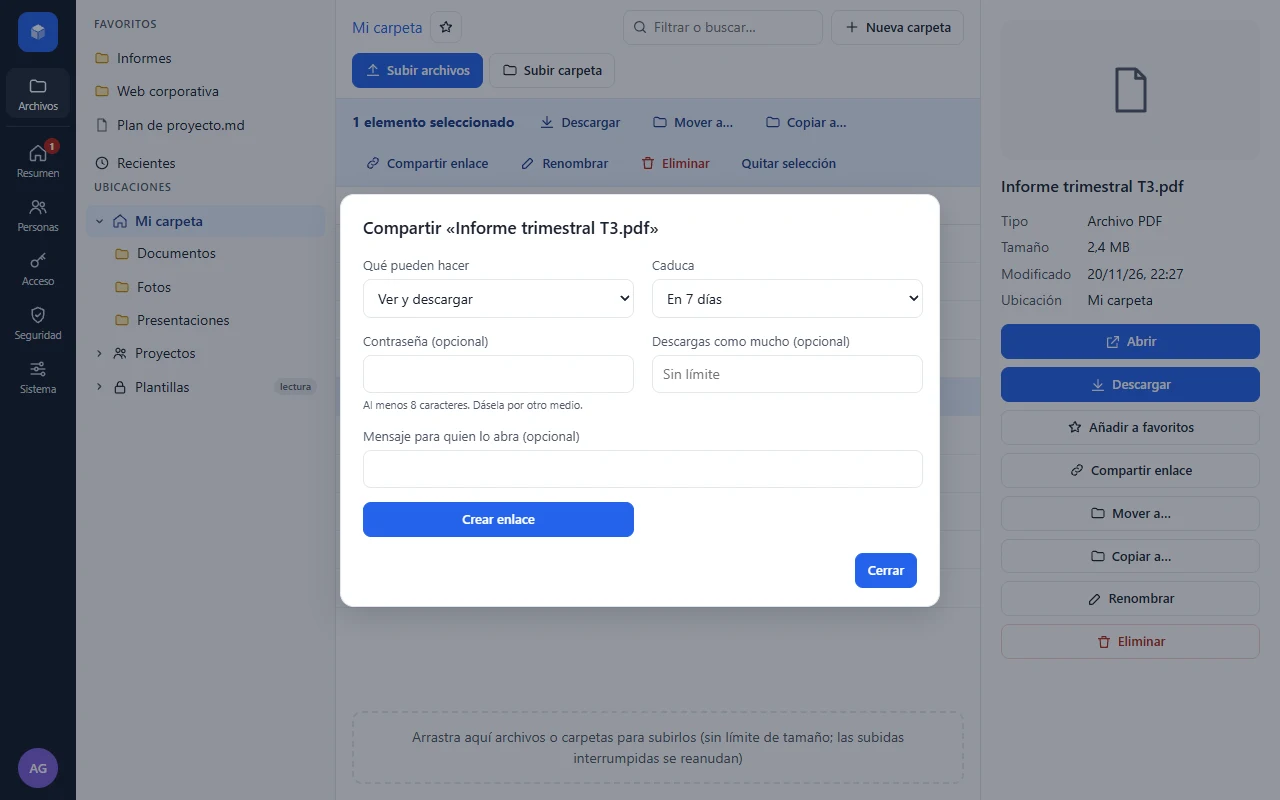 Archivos
1
Resumen
Personas
Acceso
Seguridad
Sistema
AG
FAVORITOS
Informes
Web corporativa
Plan de proyecto.md
Recientes
UBICACIONES
Mi carpeta
Documentos
Fotos
Presentaciones
Proyectos
Plantillas lectura
Mi carpeta
Filtrar o buscar...
Nueva carpeta
Subir archivos
Subir carpeta
1 elemento seleccionado
Descargar
Mover a...
Copiar a...
Compartir enlace
Renombrar
Eliminar
Quitar selección
Compartir «Informe trimestral T3.pdf»
Qué pueden hacer
Ver y descargar
Caduca
En 7 días
Contraseña (opcional)
Al menos 8 caracteres. Dásela por otro medio.
Descargas como mucho (opcional)
Sin límite
Mensaje para quien lo abra (opcional)
Crear enlace
Cerrar
Arrastra aquí archivos o carpetas para subirlos (sin límite de tamaño; las subidas
interrumpidas se reanudan)
Informe trimestral T3.pdf
Tipo Archivo PDF
Tamaño 2,4 MB
Modificado 20/11/26, 22:27
Ubicación Mi carpeta
Abrir
Descargar
Añadir a favoritos
Compartir enlace
Mover a...
Copiar a...
Renombrar
Eliminar